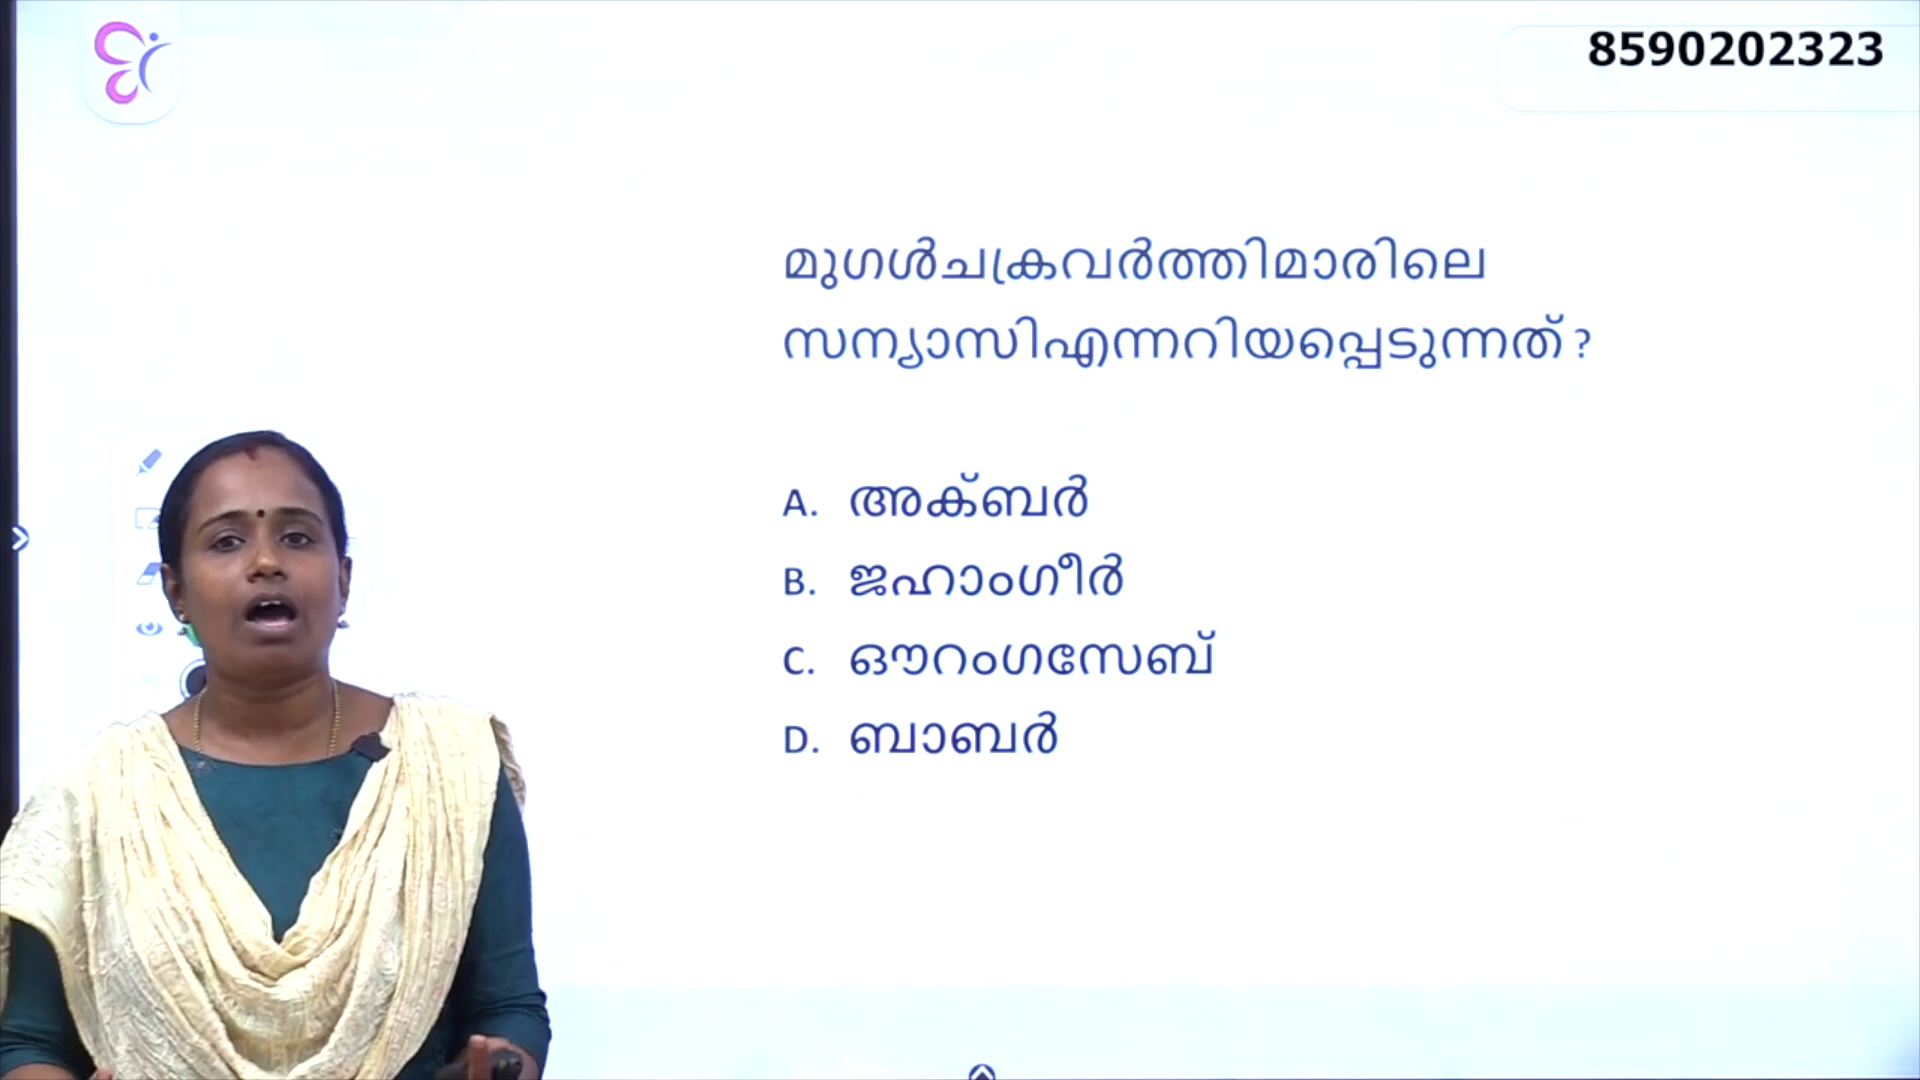 8590202323
മുഗൾചക്രവർത്തിമാരിലെ
സന്യാസിഎന്നറിയപ്പെടുന്നത്?
A. അക്ബർ
B. ജഹാംഗീർ
C. ഔറംഗസേബ്
D. ബാബർ